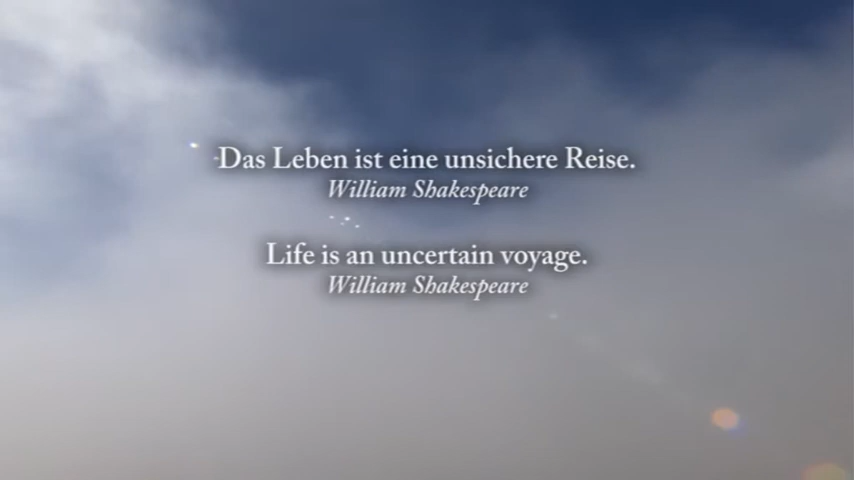 Das Leben ist eine unsichere Reise.
William Shakespeare
Life is an uncertain voyage.
William Shakespeare